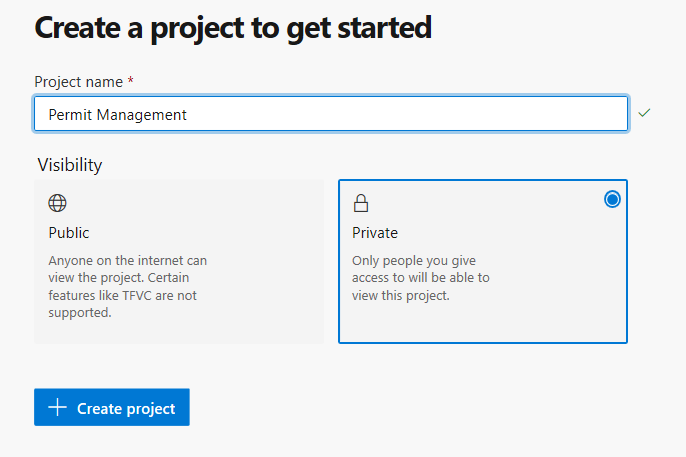 Create a project to get started
Project name *
Permit Management
Visibility
Public
Anyone on the internet can
view the project. Certain
features like TFVC are not
supported.
Private
Only people you give
access to will be able to
view this project.
Create project